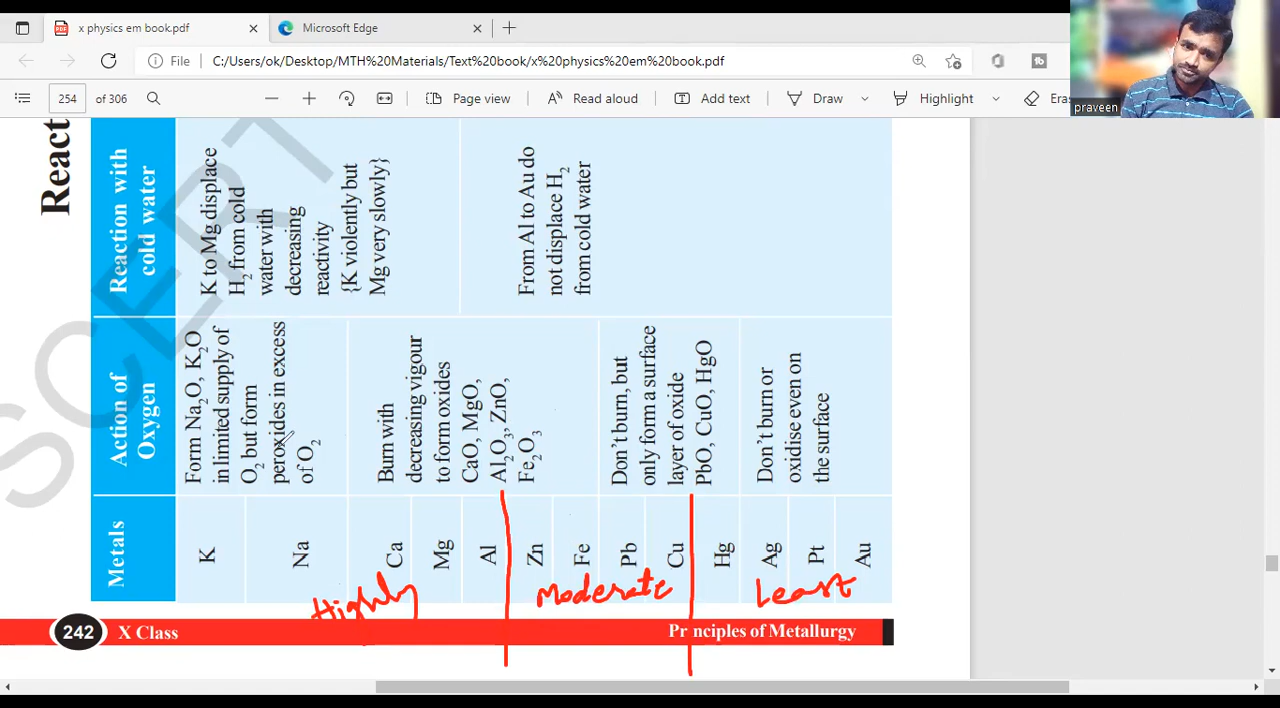 x physics em book.pdf
Microsoft Edge
File
C:/Users/ok/Desktop/MTH%20Materials/Text%20book/x%20physics%20em%20book.pdf
254 of 306
Page view
Read aloud
Add text
Draw
Highlight
Eras
praveen
React
Metals
Action of
Oxygen
Reaction with
cold water
K
Na
Ca
Mg
Al
Zn
Fe
Pb
Cu
Hg
Ag
Pt
Au
Form Na₂O, K₂O
in limited supply of
O₂ but form
peroxides in excess
of O₂
Burn with
decreasing vigour
to form oxides
CaO, MgO,
Al₂O₃, ZnO,
Fe₂O₃
Don't burn, but
only form a surface
layer of oxide
PbO, CuO, HgO
Don't burn or
oxidise even on
the surface
K to Mg displace
H₂ from cold
water with
decreasing
reactivity
{K violently but
Mg very slowly}
From Al to Au do
not displace H₂
from cold water
SCERT
Highly
Moderate
Least
242 X Class
Pr nciples of Metallurgy